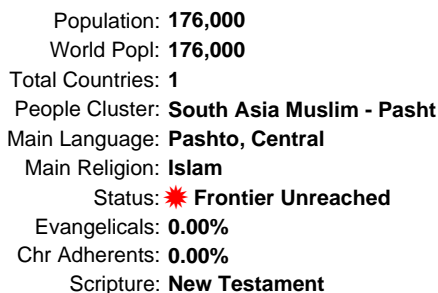 Population: 176,000
World Popl: 176,000
Total Countries: 1
People Cluster: South Asia Muslim - Pasht
Main Language: Pashto, Central
Main Religion: Islam
Status: Frontier Unreached
Evangelicals: 0.00%
Chr Adherents: 0.00%
Scripture: New Testament